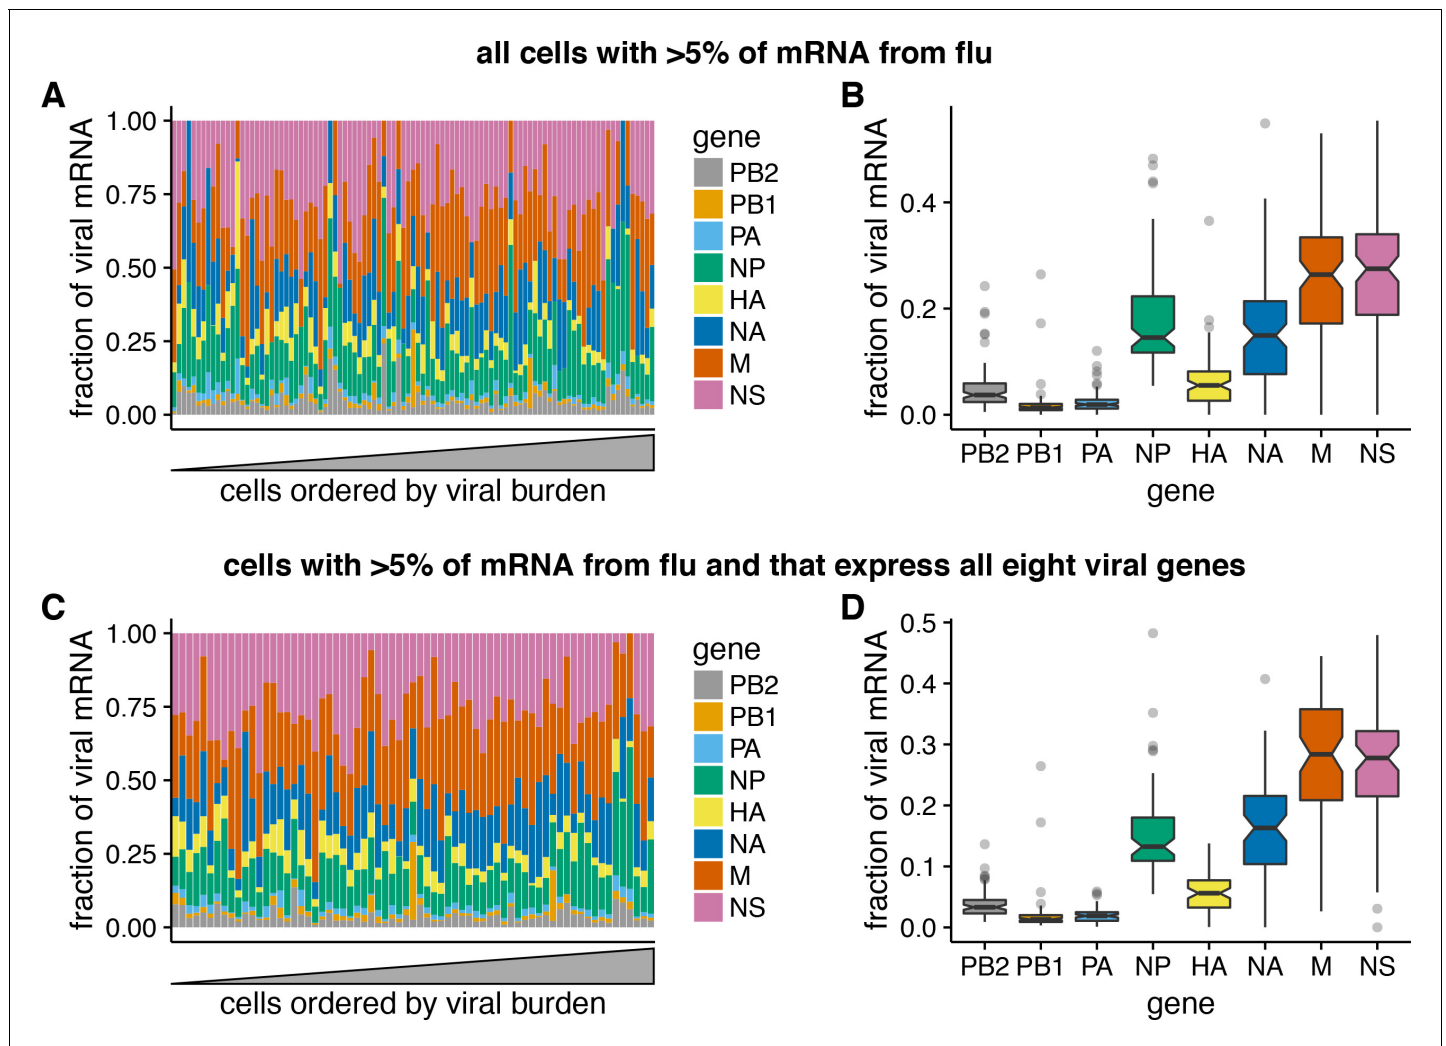 all cells with >5% of mRNA from flu
A
fraction of viral mRNA
1.00
0.75
0.50
0.25
0.00
cells ordered by viral burden
gene
PB2
PB1
PA
NP
HA
NA
M
NS
B
fraction of viral mRNA
0.4
0.2
0.0
PB2 PB1 PA NP HA NA M NS
gene
cells with >5% of mRNA from flu and that express all eight viral genes
C
fraction of viral mRNA
1.00
0.75
0.50
0.25
0.00
cells ordered by viral burden
gene
PB2
PB1
PA
NP
HA
NA
M
NS
D
fraction of viral mRNA
0.5
0.4
0.3
0.2
0.1
0.0
PB2 PB1 PA NP HA NA M NS
gene